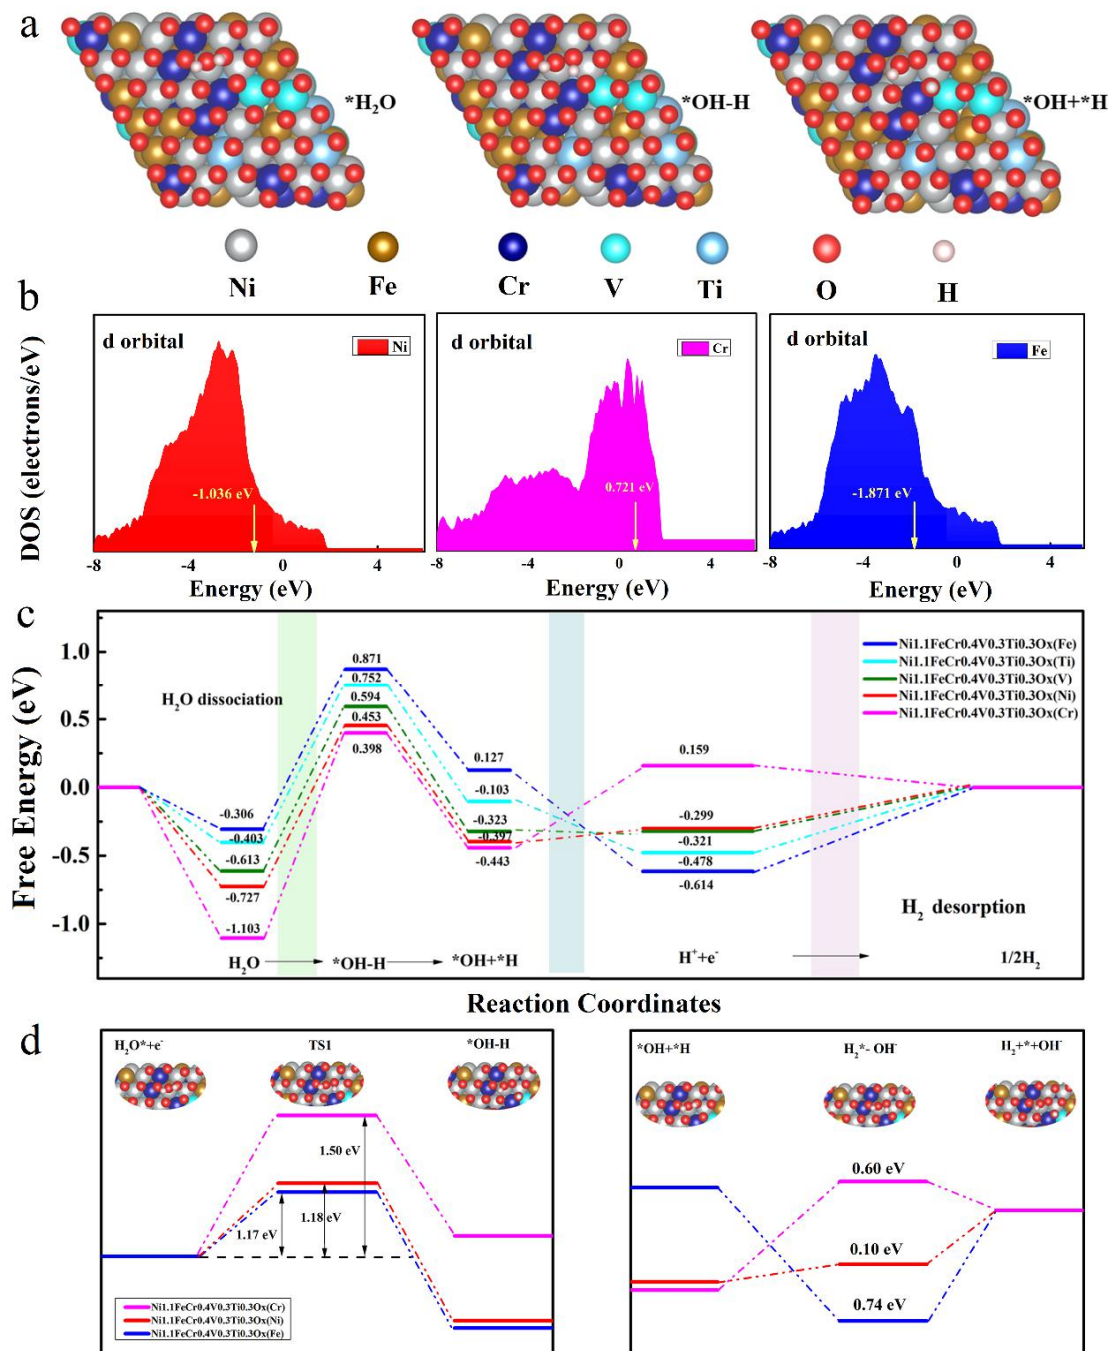 a
*H2O
*OH-H
*OH+*H
Ni
Fe
Cr
V
Ti
O
H
b
DOS (electrons/eV)
d orbital
Ni
-1.036 eV
-8
-4
0
4
Energy (eV)
d orbital
Cr
0.721 eV
-8
-4
0
4
Energy (eV)
d orbital
Fe
-1.871 eV
-8
-4
0
4
Energy (eV)
c
Free Energy (eV)
1.0
0.5
0.0
-0.5
-1.0
H2O dissociation
Ni1.1FeCr0.4V0.3Ti0.3Ox(Fe)
Ni1.1FeCr0.4V0.3Ti0.3Ox(Ti)
Ni1.1FeCr0.4V0.3Ti0.3Ox(V)
Ni1.1FeCr0.4V0.3Ti0.3Ox(Ni)
Ni1.1FeCr0.4V0.3Ti0.3Ox(Cr)
-0.306
-0.403
-0.613
-0.727
-1.103
0.871
0.752
0.594
0.453
0.398
0.127
-0.103
-0.323
-0.397
-0.443
0.159
-0.299
-0.321
-0.478
-0.614
H2 desorption
H2O
*OH-H
*OH+*H
H++e-
1/2H2
Reaction Coordinates
d
H2O*+e-
TS1
*OH-H
1.50 eV
1.18 eV
1.17 eV
Ni1.1FeCr0.4V0.3Ti0.3Ox(Cr)
Ni1.1FeCr0.4V0.3Ti0.3Ox(Ni)
Ni1.1FeCr0.4V0.3Ti0.3Ox(Fe)
*OH+*H
H2*- OH-
H2+*+OH-
0.60 eV
0.10 eV
0.74 eV